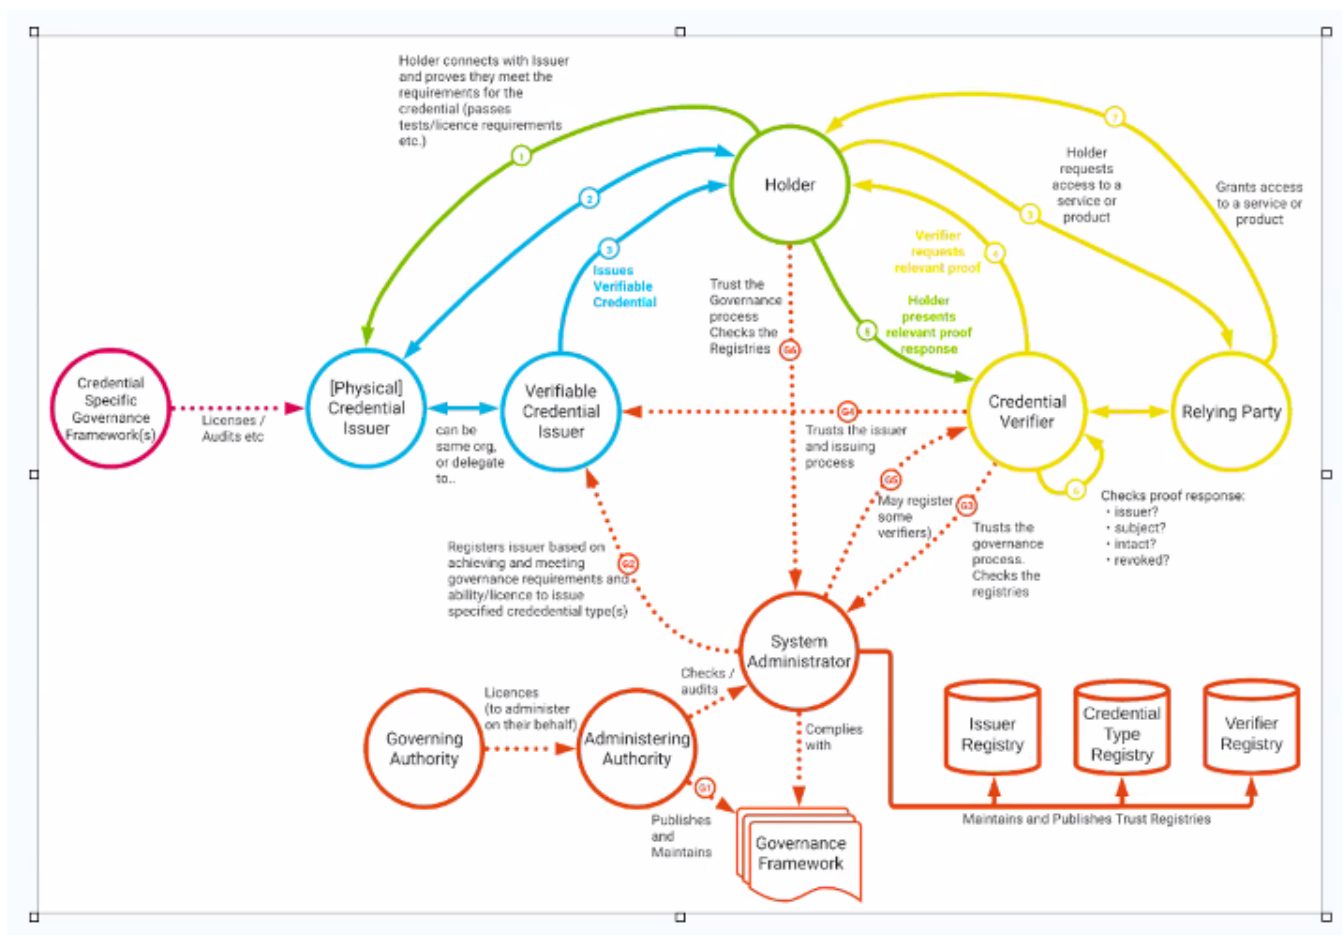 Holder connects with Issuer
and proves they meet the
requirements for the
credential (passes
tests/licence requirements
etc.)
1
2
3
Issues
Verifiable
Credential
Holder
7
Holder
requests
access to a
service or
product
Grants access
to a service or
product
3
Verifier
requests
relevant proof
4
Holder
presents
relevant proof
response
5
Trust the
Governance
process
Checks the
Registries
G6
Credential
Specific
Governance
Framework(s)
Licenses /
Audits etc
[Physical]
Credential
Issuer
can be
same org,
or delegate
to..
Verifiable
Credential
Issuer
G4
Trusts the issuer
and issuing
process
Credential
Verifier
Relying Party
6
Checks proof response:
• issuer?
• subject?
• intact?
• revoked?
G5
May register
some
verifiers)
G3
Trusts the
governance
process.
Checks the
registries
Registers issuer based on
achieving and meeting
governance requirements and
ability/licence to issue
specified crededential type(s)
G2
System
Administrator
Checks /
audits
Governing
Authority
Licences
(to administer
on their behalf)
Administering
Authority
G1
Publishes
and
Maintains
Complies
with
Governance
Framework
Issuer
Registry
Credential
Type
Registry
Verifier
Registry
Maintains and Publishes Trust Registries